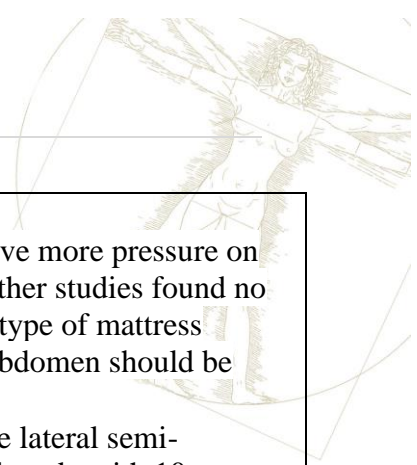 ve more pressure on
ther studies found no
type of mattress
bdomen should be
e lateral semi-